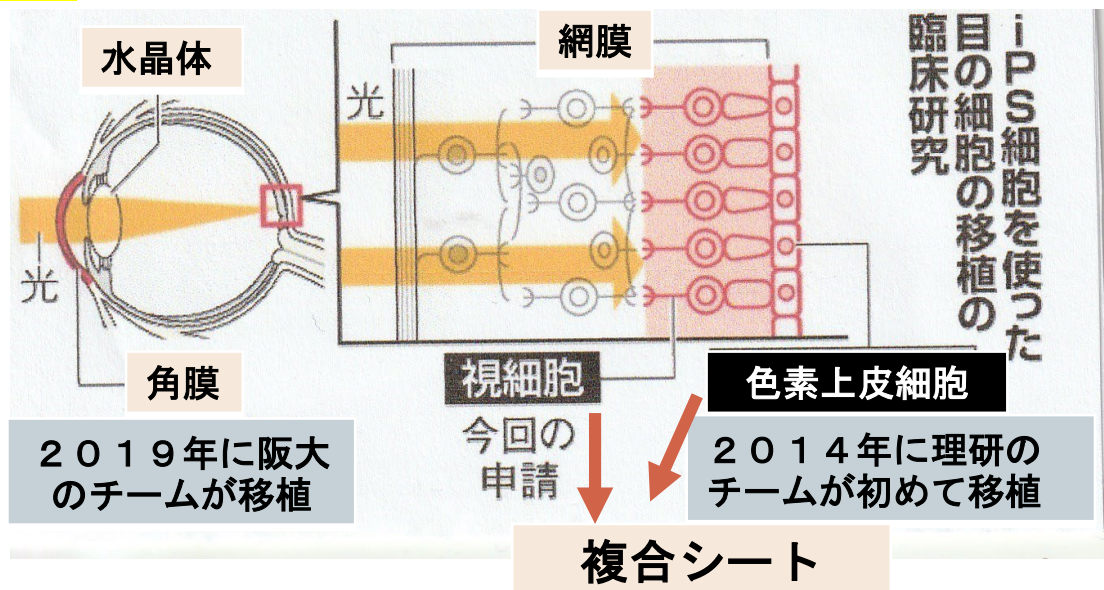 iPS細胞を使った
目の細胞の移植の
臨床研究
水晶体
網膜
光
光
角膜
視細胞
色素上皮細胞
２０１９年に阪大
のチームが移植
今回の
申請
２０１４年に理研の
チームが初めて移植
複合シート